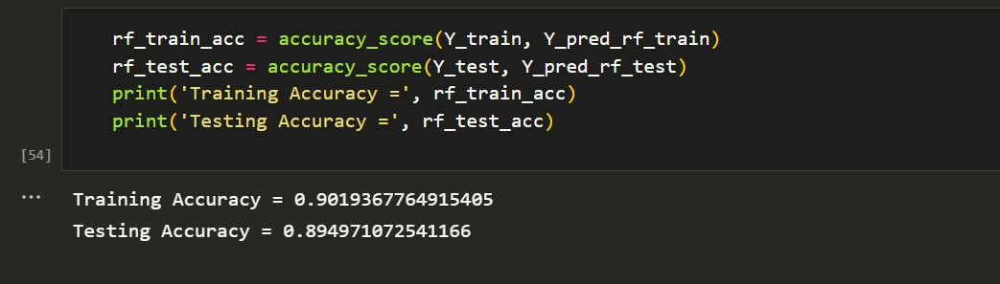 rf_train_acc = accuracy_score(Y_train, Y_pred_rf_train)
rf_test_acc = accuracy_score(Y_test, Y_pred_rf_test)
print('Training Accuracy =', rf_train_acc)
print('Testing Accuracy =', rf_test_acc)
[54]
... Training Accuracy = 0.9019367764915405
Testing Accuracy = 0.894971072541166